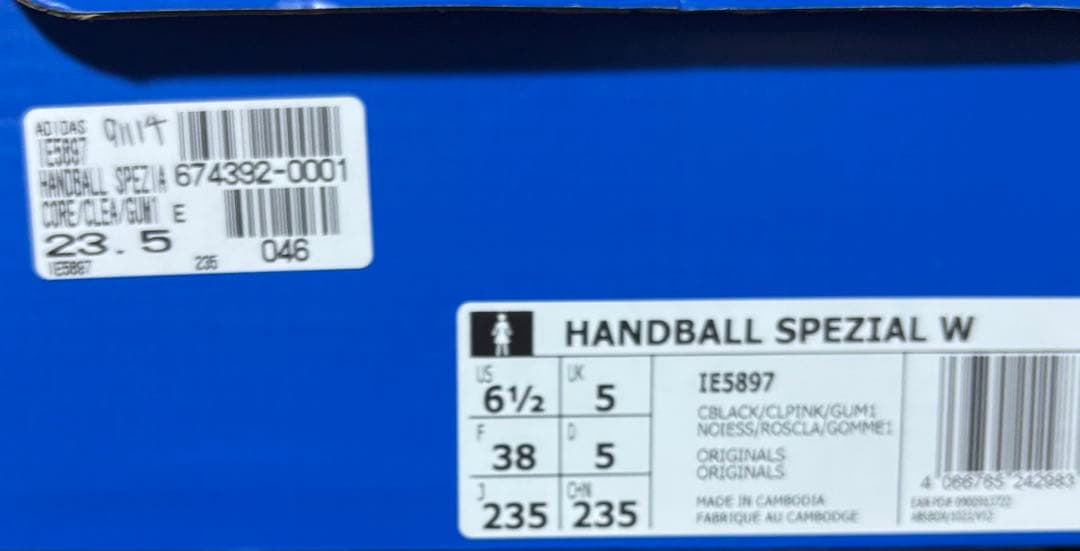 ADIDAS 9114
IE5897
HANDBALL SPEZIA 674392-0001
CORE/CLEA/GUM1 E
23.5 046
IE5897 235
HANDBALL SPEZIAL W
US 6½ UK 5
F 38 D 5
J 235 CHN 235
IE5897
CBLACK/CLPINK/GUM1
NOIESS/ROSCLA/GOMME1
ORIGINALS
ORIGINALS
MADE IN CAMBODIA
FABRIQUE AU CAMBODGE
4 066765 242983